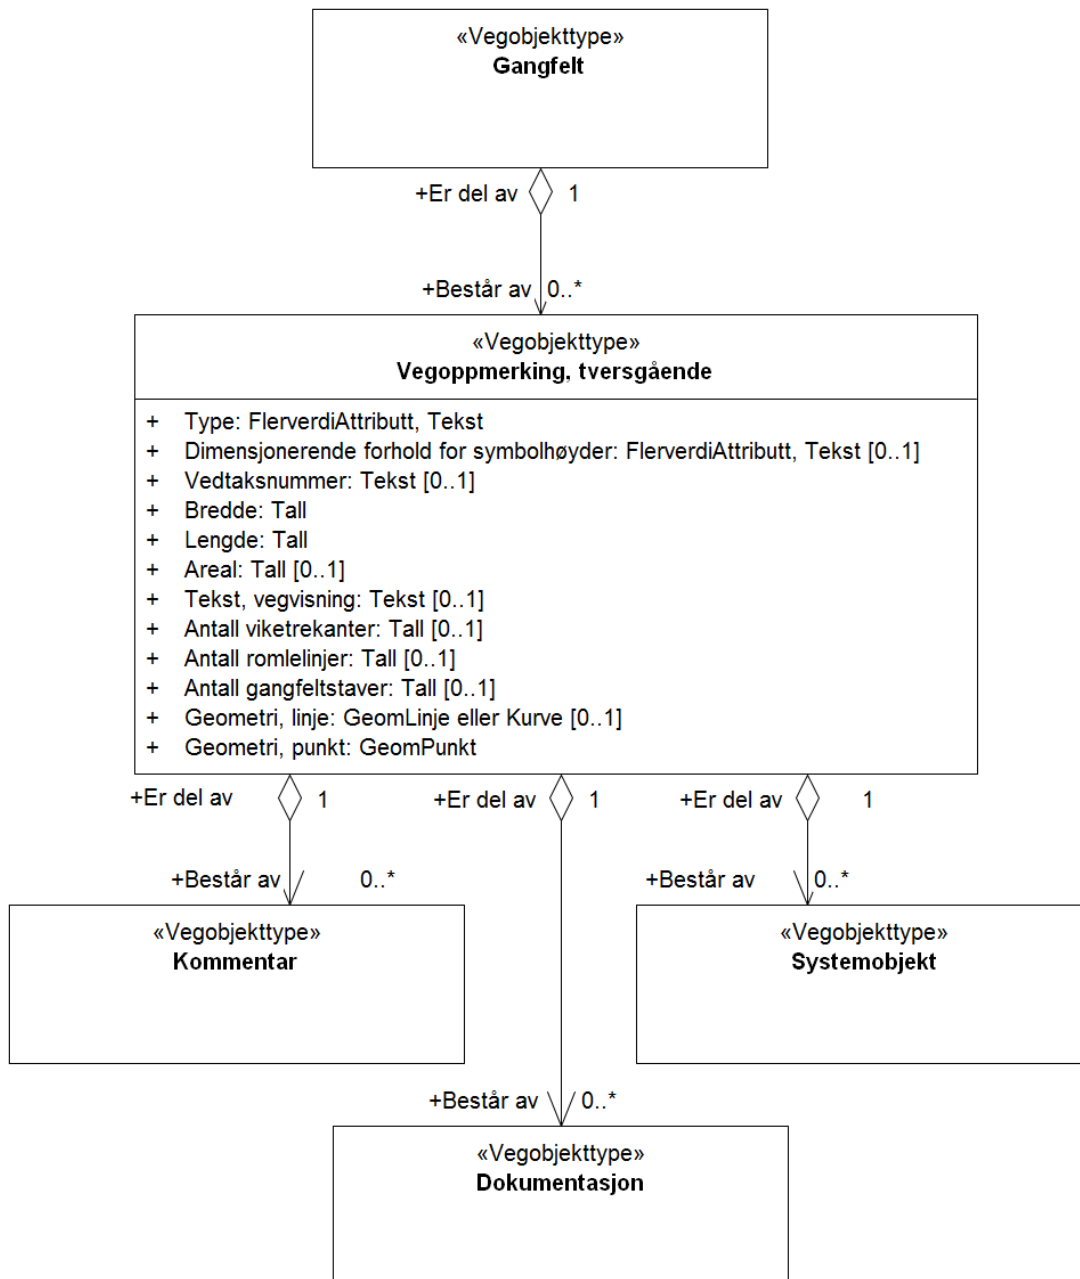 «Vegobjekttype»
Gangfelt
+Er del av 1
+Består av 0..*
«Vegobjekttype»
Vegoppmerking, tversgående
+ Type: FlerverdiAttributt, Tekst
+ Dimensjonerende forhold for symbolhøyder: FlerverdiAttributt, Tekst [0..1]
+ Vedtaksnummer: Tekst [0..1]
+ Bredde: Tall
+ Lengde: Tall
+ Areal: Tall [0..1]
+ Tekst, vegvisning: Tekst [0..1]
+ Antall viketrekanter: Tall [0..1]
+ Antall romlelinjer: Tall [0..1]
+ Antall gangfeltstaver: Tall [0..1]
+ Geometri, linje: GeomLinje eller Kurve [0..1]
+ Geometri, punkt: GeomPunkt
+Er del av 1 +Er del av 1 +Er del av 1
+Består av 0..* +Består av 0..*
«Vegobjekttype»
Kommentar
«Vegobjekttype»
Systemobjekt
+Består av 0..*
«Vegobjekttype»
Dokumentasjon